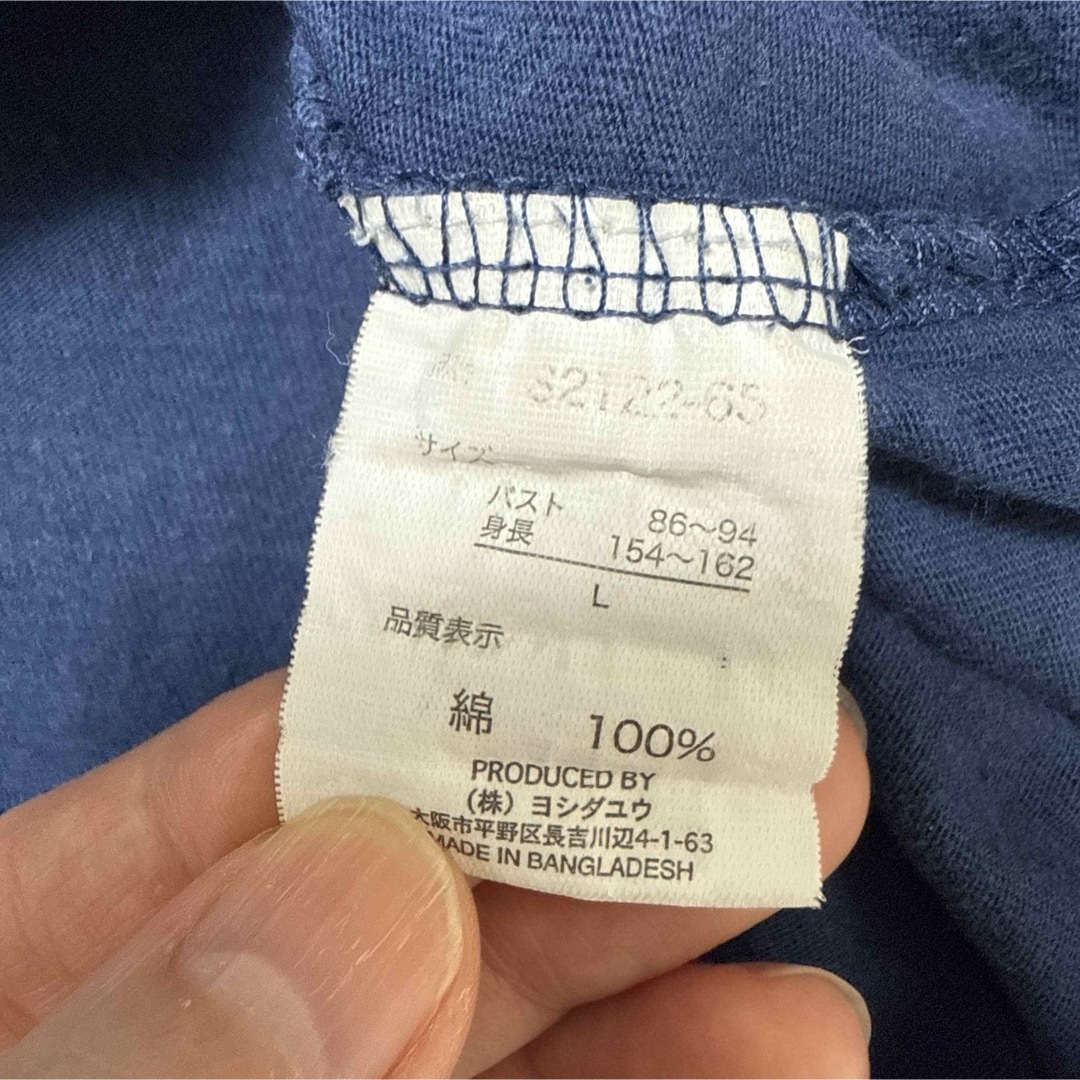 サイズ
バスト 86〜94
身長 154〜162
L
品質表示
綿 100%
PRODUCED BY
(株) ヨシダユウ
大阪市平野区長吉川辺4-1-63
MADE IN BANGLADESH